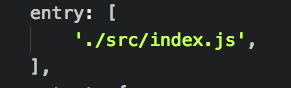 entry: [
'./src/index.js',
],